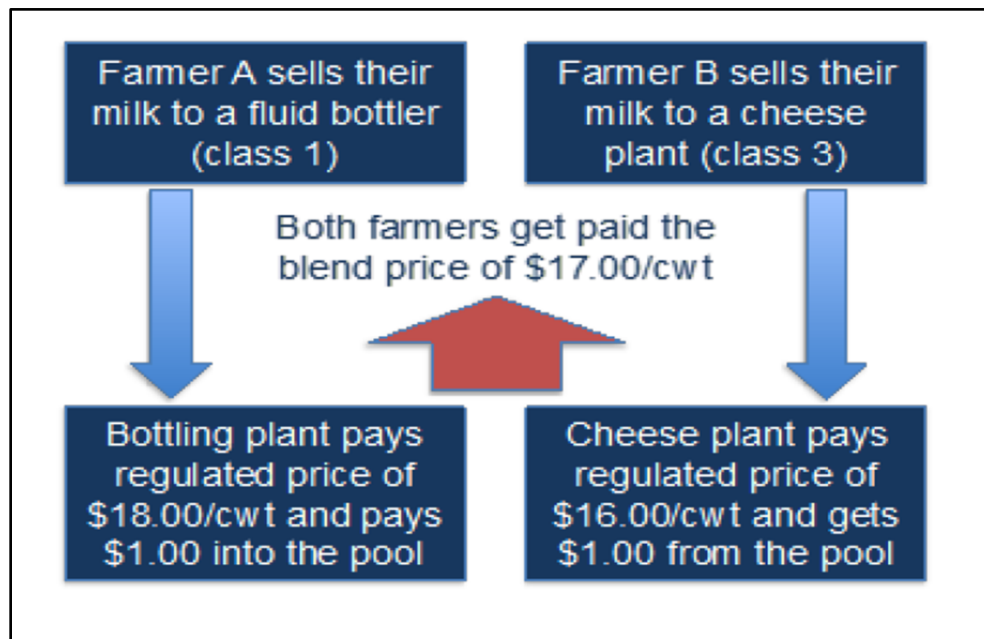 Farmer A sells their
milk to a fluid bottler
(class 1)
Farmer B sells their
milk to a cheese
plant (class 3)
Both farmers get paid the
blend price of $17.00/cwt
Bottling plant pays
regulated price of
$18.00/cwt and pays
$1.00 into the pool
Cheese plant pays
regulated price of
$16.00/cwt and gets
$1.00 from the pool